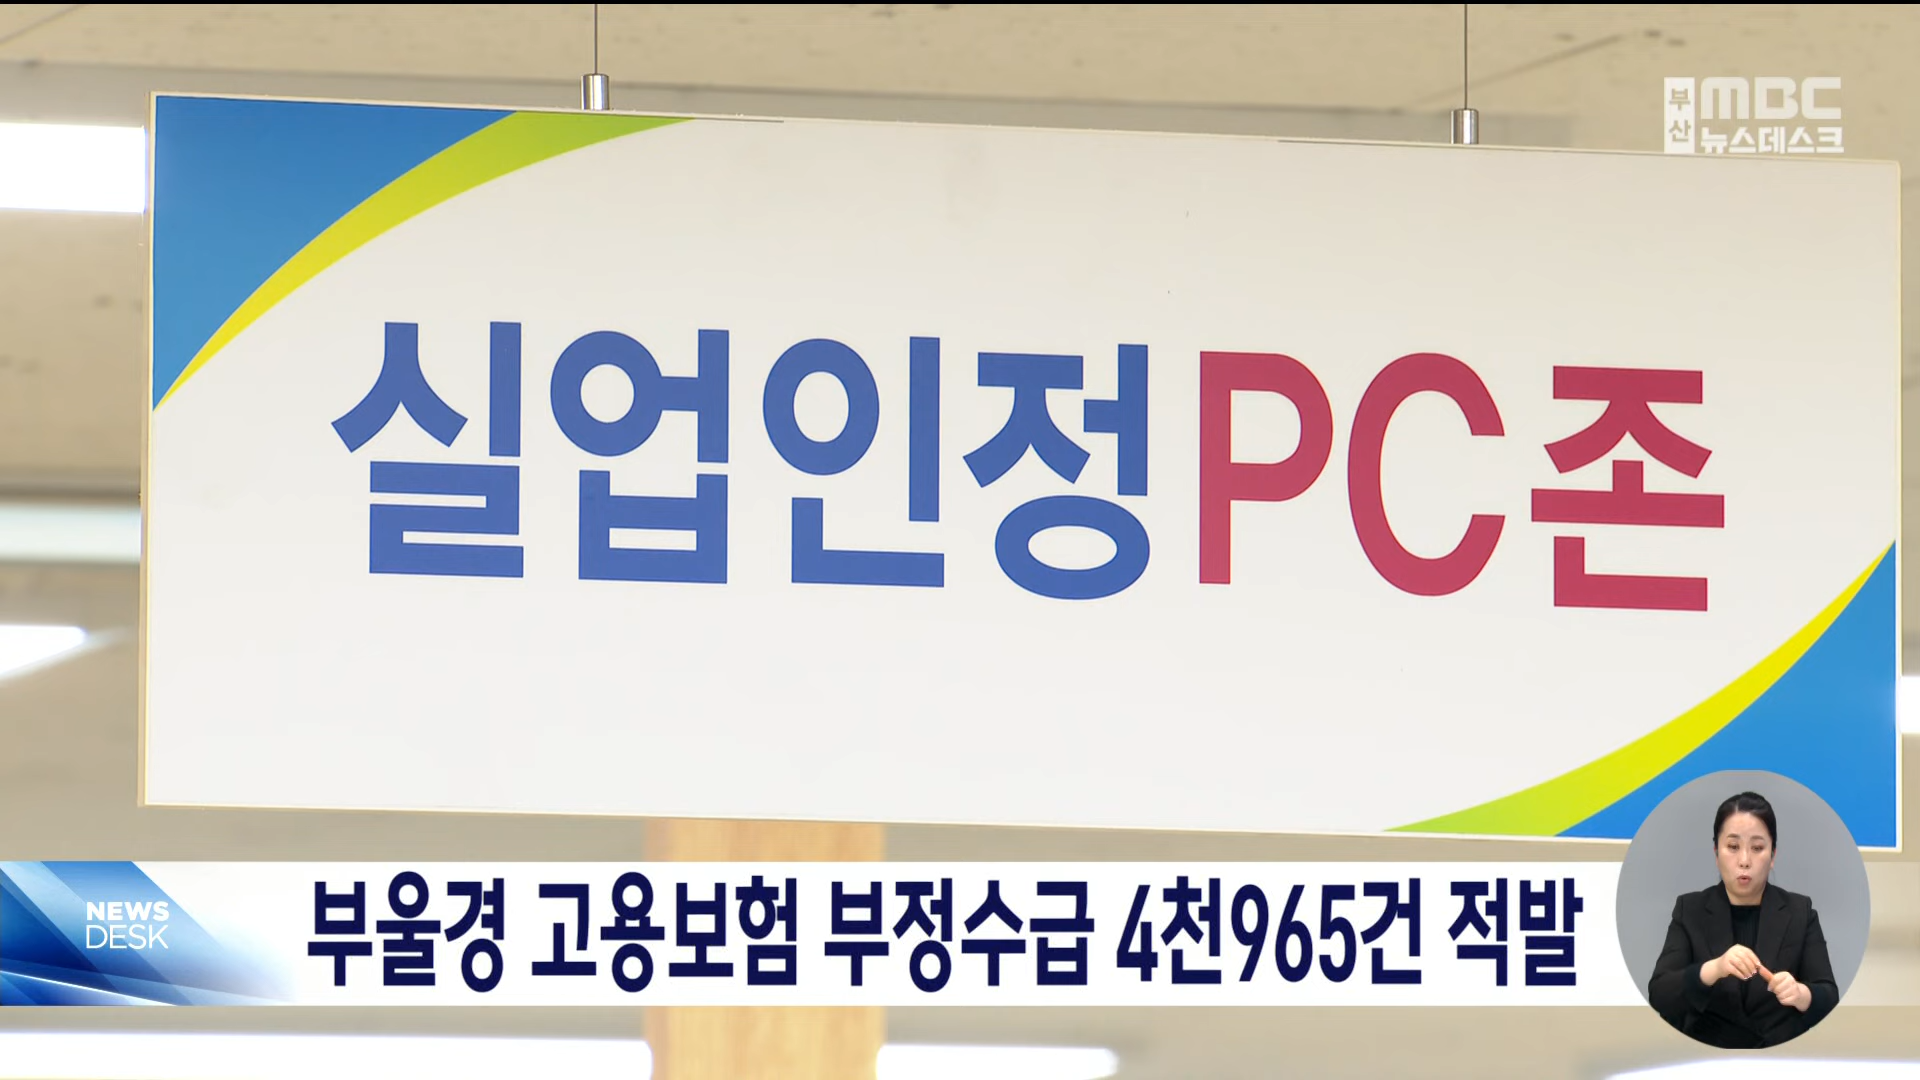 부산
MBC
뉴스데스크
실업인정PC존
NEWS
DESK
부울경 고용보험 부정수급 4천965건 적발